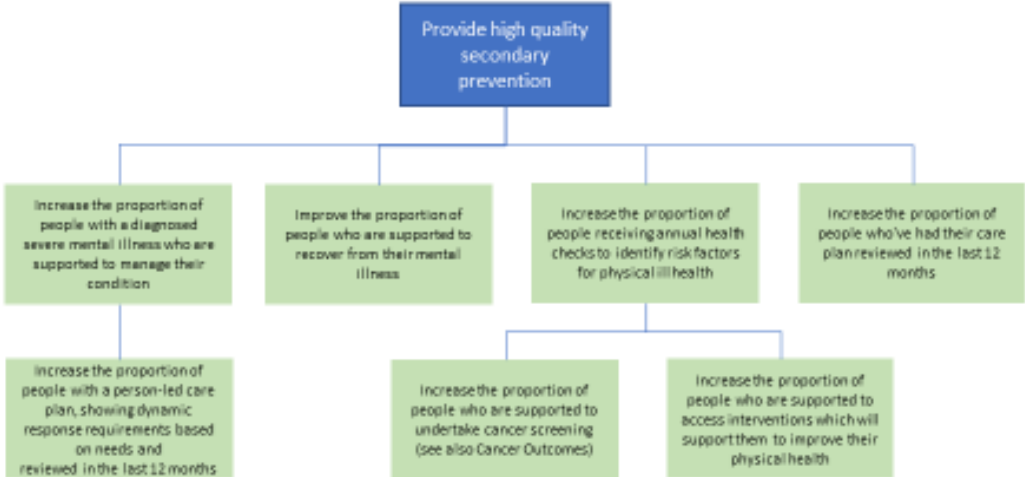 Provide high quality
secondary
prevention
Increase the proportion of
people with a diagnosed
severe mental illness who are
supported to manage their
condition
Improve the proportion of
people who are supported to
recover from their mental
illness
Increase the proportion of
people receiving annual health
checks to identify risk factors
for physical ill health
Increase the proportion of
people who've had their care
plan reviewed in the last 12
months
Increase the proportion of
people with a person-led care
plan, showing dynamic
response requirements based
on needs and
reviewed in the last 12 months
Increase the proportion of
people who are supported to
undertake cancer screening
(see also Cancer Outcomes)
Increase the proportion of
people who are supported to
access interventions which will
support them to improve their
physical health